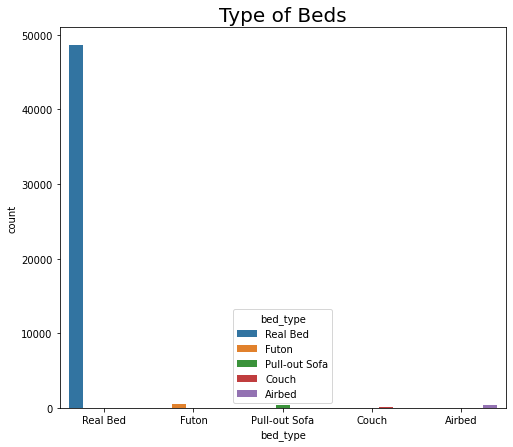 Type of Beds
50000
40000
30000
20000
10000
0
count
bed_type
Real Bed
Futon
Pull-out Sofa
Couch
Airbed
Real Bed Futon Pull-out Sofa Couch Airbed
bed_type